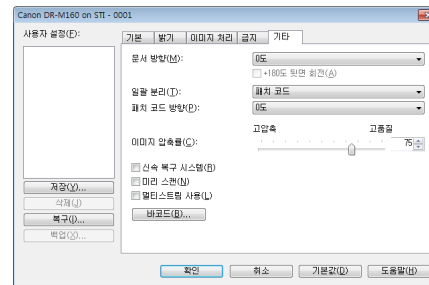 Canon DR-M160 on STI - 0001
사용자 설정(F):
기본 밝기 이미지 처리 급지 기타
문서 방향(M): 0도
+180도 뒷면 회전(A)
일괄 분리(T): 패치 코드
패치 코드 방향(P): 0도
고압축 고품질
이미지 압축률(C): 75
신속 복구 시스템(R)
미리 스캔(N)
멀티스트림 사용(L)
바코드(B)...
저장(Y)...
삭제(J)
복구(I)...
백업(X)...
확인 취소 기본값(D) 도움말(H)